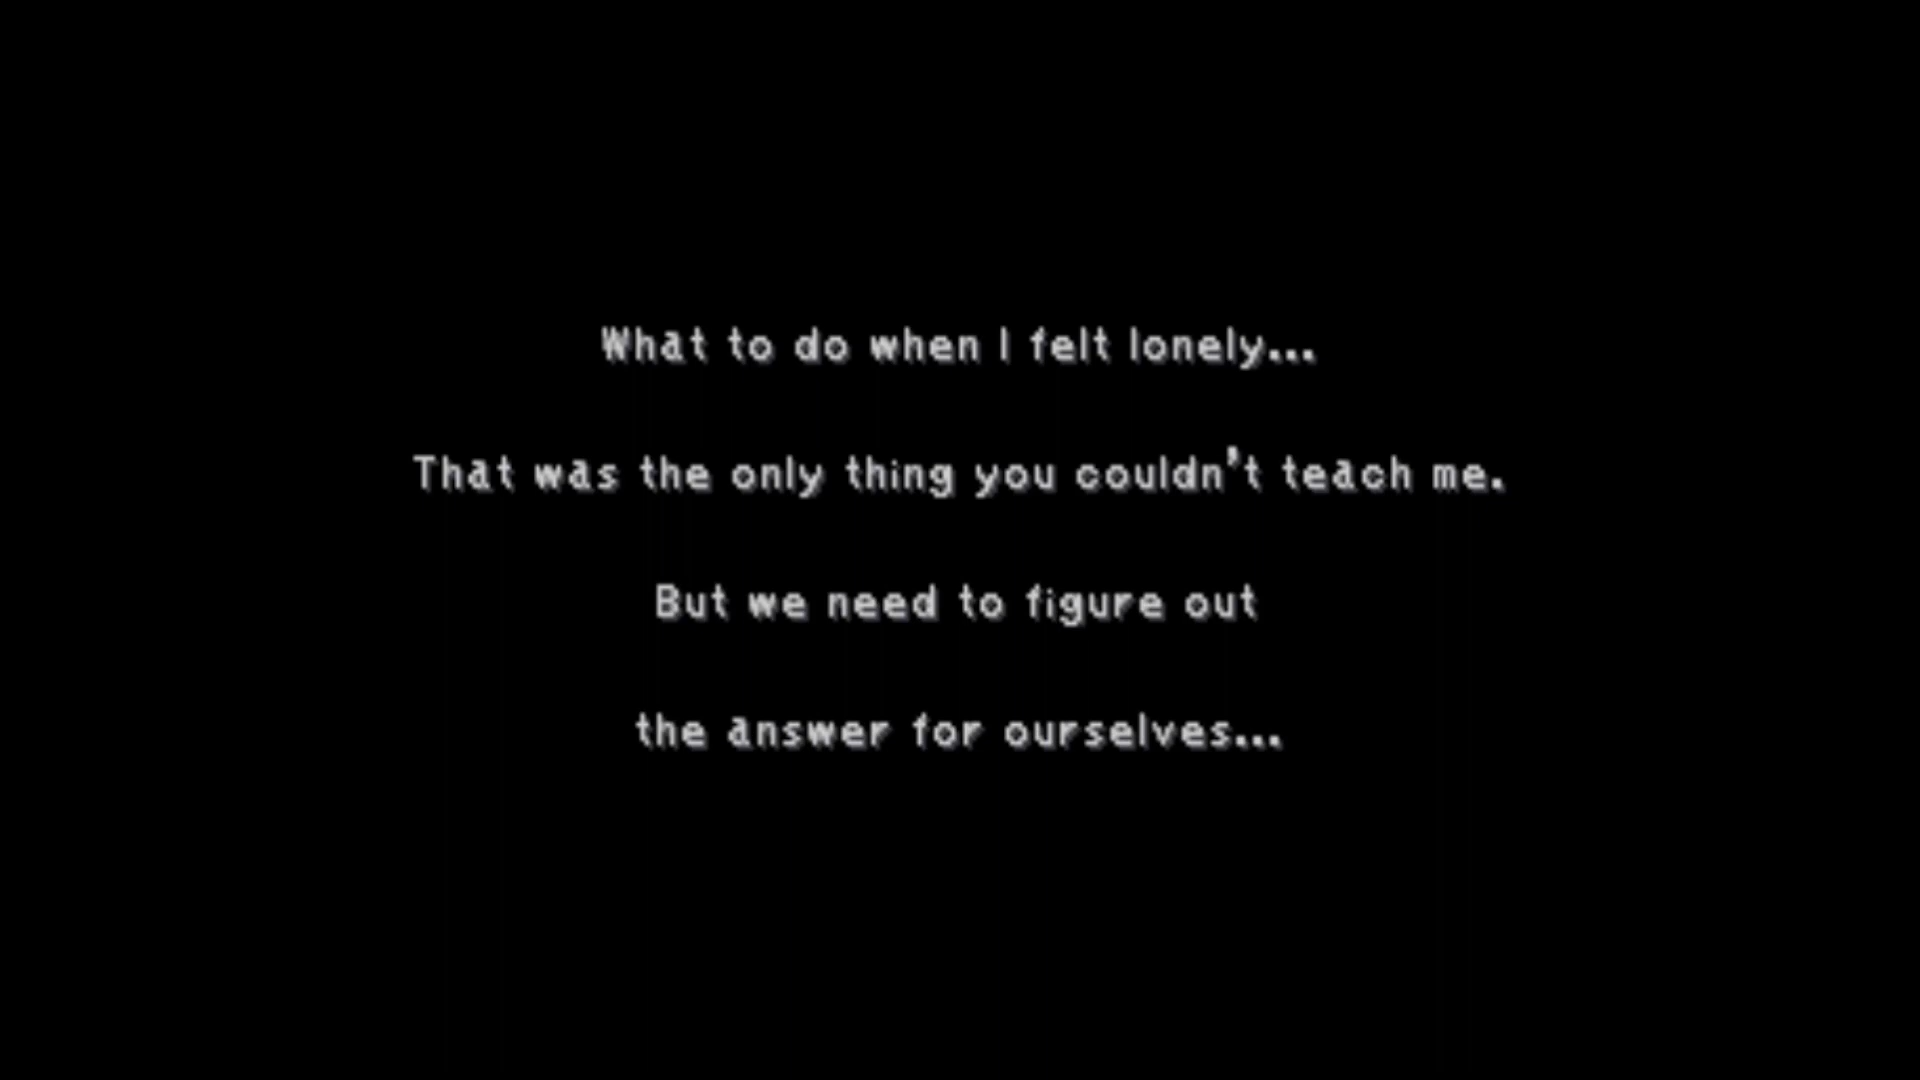 What to do when I felt lonely...
That was the only thing you couldn't teach me.
But we need to figure out
the answer for ourselves...